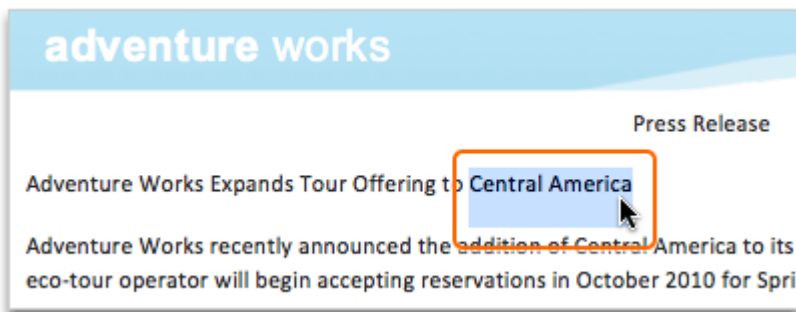 adventure works
Press Release
Adventure Works Expands Tour Offering to Central America
Adventure Works recently announced the addition of Central America to its
eco-tour operator will begin accepting reservations in October 2010 for Spri